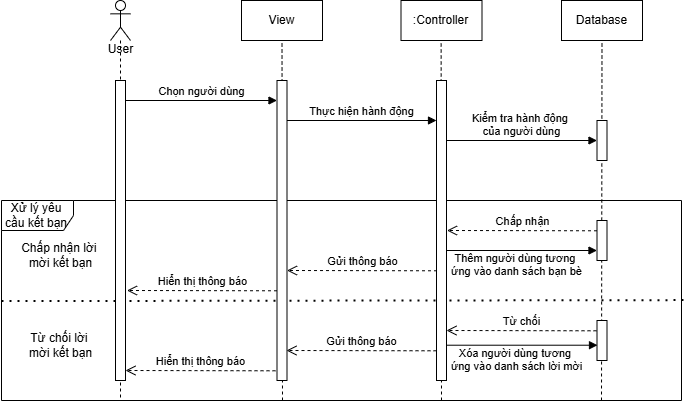 User
View
:Controller
Database
Chọn người dùng
Thực hiện hành động
Kiểm tra hành động
của người dùng
Xử lý yêu
cầu kết bạn
Chấp nhận lời
mời kết bạn
Chấp nhận
Thêm người dùng tương
ứng vào danh sách bạn bè
Gửi thông báo
Hiển thị thông báo
Từ chối lời
mời kết bạn
Từ chối
Xóa người dùng tương
ứng vào danh sách lời mời
Gửi thông báo
Hiển thị thông báo